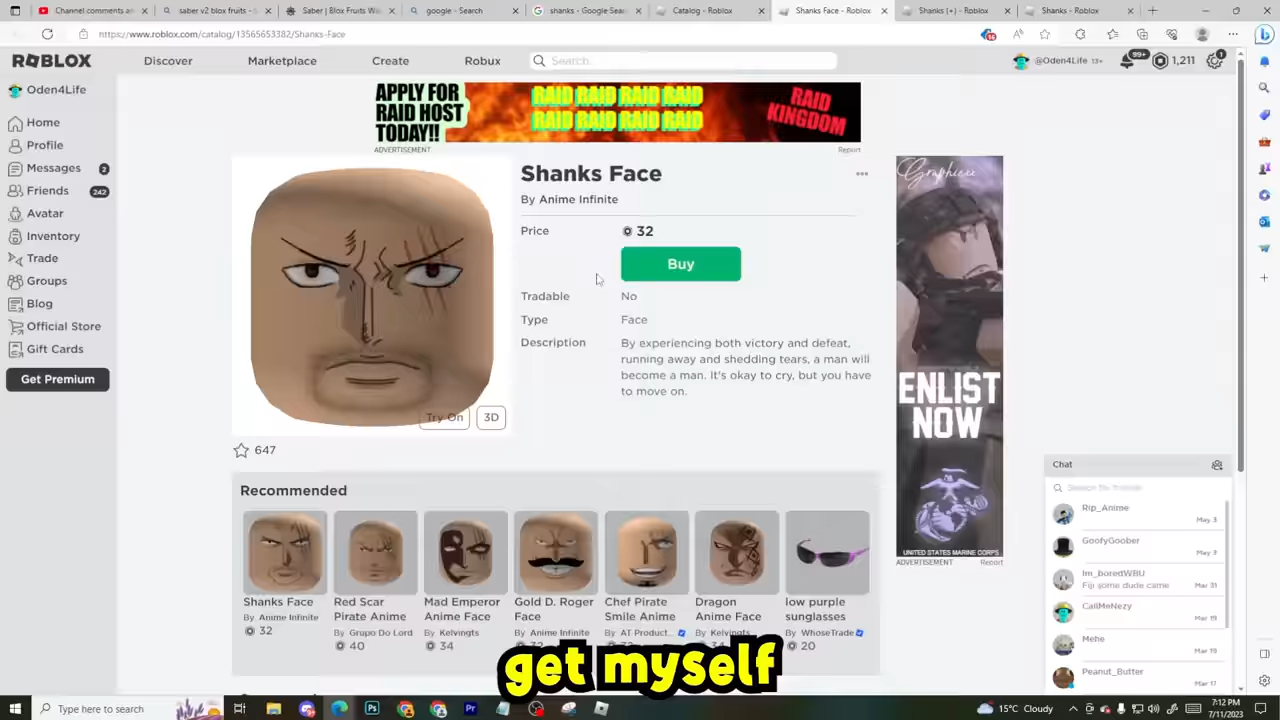 Channel comments an
saber v2 blox fruits - S
Saber | Blox Fruits Wik
google - Search
shanks - Google Sear
Catalog - Roblox
Shanks Face - Roblox
Shanks [+] - Roblox
Shanks - Roblox
https://www.roblox.com/catalog/13565653382/Shanks-Face
ROBLOX
Discover
Marketplace
Create
Robux
Search
@Oden4Life 13+
99+
1,211
1
Oden4Life
Home
Profile
Messages 2
Friends 242
Avatar
Inventory
Trade
Groups
Blog
Official Store
Gift Cards
Get Premium
APPLY FOR
RAID HOST
TODAY!!
RAID RAID RAID RAID
RAID RAID RAID RAID
RAID
KINGDOM
ADVERTISEMENT
Report
Shanks Face
By Anime Infinite
Price
32
Buy
Tradable
No
Type
Face
Description
By experiencing both victory and defeat,
running away and shedding tears, a man will
become a man. It's okay to cry, but you have
to move on.
Try On
3D
647
ENLIST
NOW
UNITED STATES MARINE CORPS
ADVERTISEMENT
Report
Recommended
Shanks Face
By Anime Infinite
32
Red Scar
Pirate Anime
By Grupo Do Lord
40
Mad Emperor
Anime Face
By Kelvingts
34
Gold D. Roger
Face
By Anime Infinite
Chef Pirate
Smile Anime
By AT Product...
Dragon
Anime Face
By Kelvingts
low purple
sunglasses
By WhoseTrade
20
Chat
Rip_Anime
May 3
GoofyGoober
May 3
Im_boredWBU
Fiji some dude came
Mar 31
CallMeNezy
Mar 19
Mehe
Mar 19
Peanut_Butter
Mar 17
get myself
Type here to search
15°C Cloudy
7:12 PM
7/11/2023